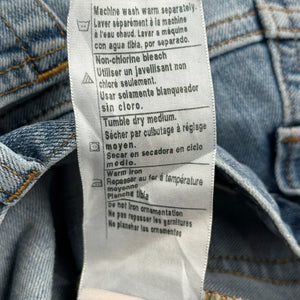 Machine wash warm separately.
Laver séparément à la machine
à l'eau chaude. Lavar a máquina
con agua tibia, por separado.
Non-chlorine bleach
Utiliser un javellisant non
chloré seulement.
Usar solamente blanqueador
sin cloro.
Tumble dry medium.
Sécher par culbutage à réglage
moyen.
Secar en secadora en ciclo
medio.
Warm iron
Repasser au fer à température
moyenne
Plancha tibia
Do not iron ornamentation
Ne pas repasser les garnitures
No planchar los ornamentos